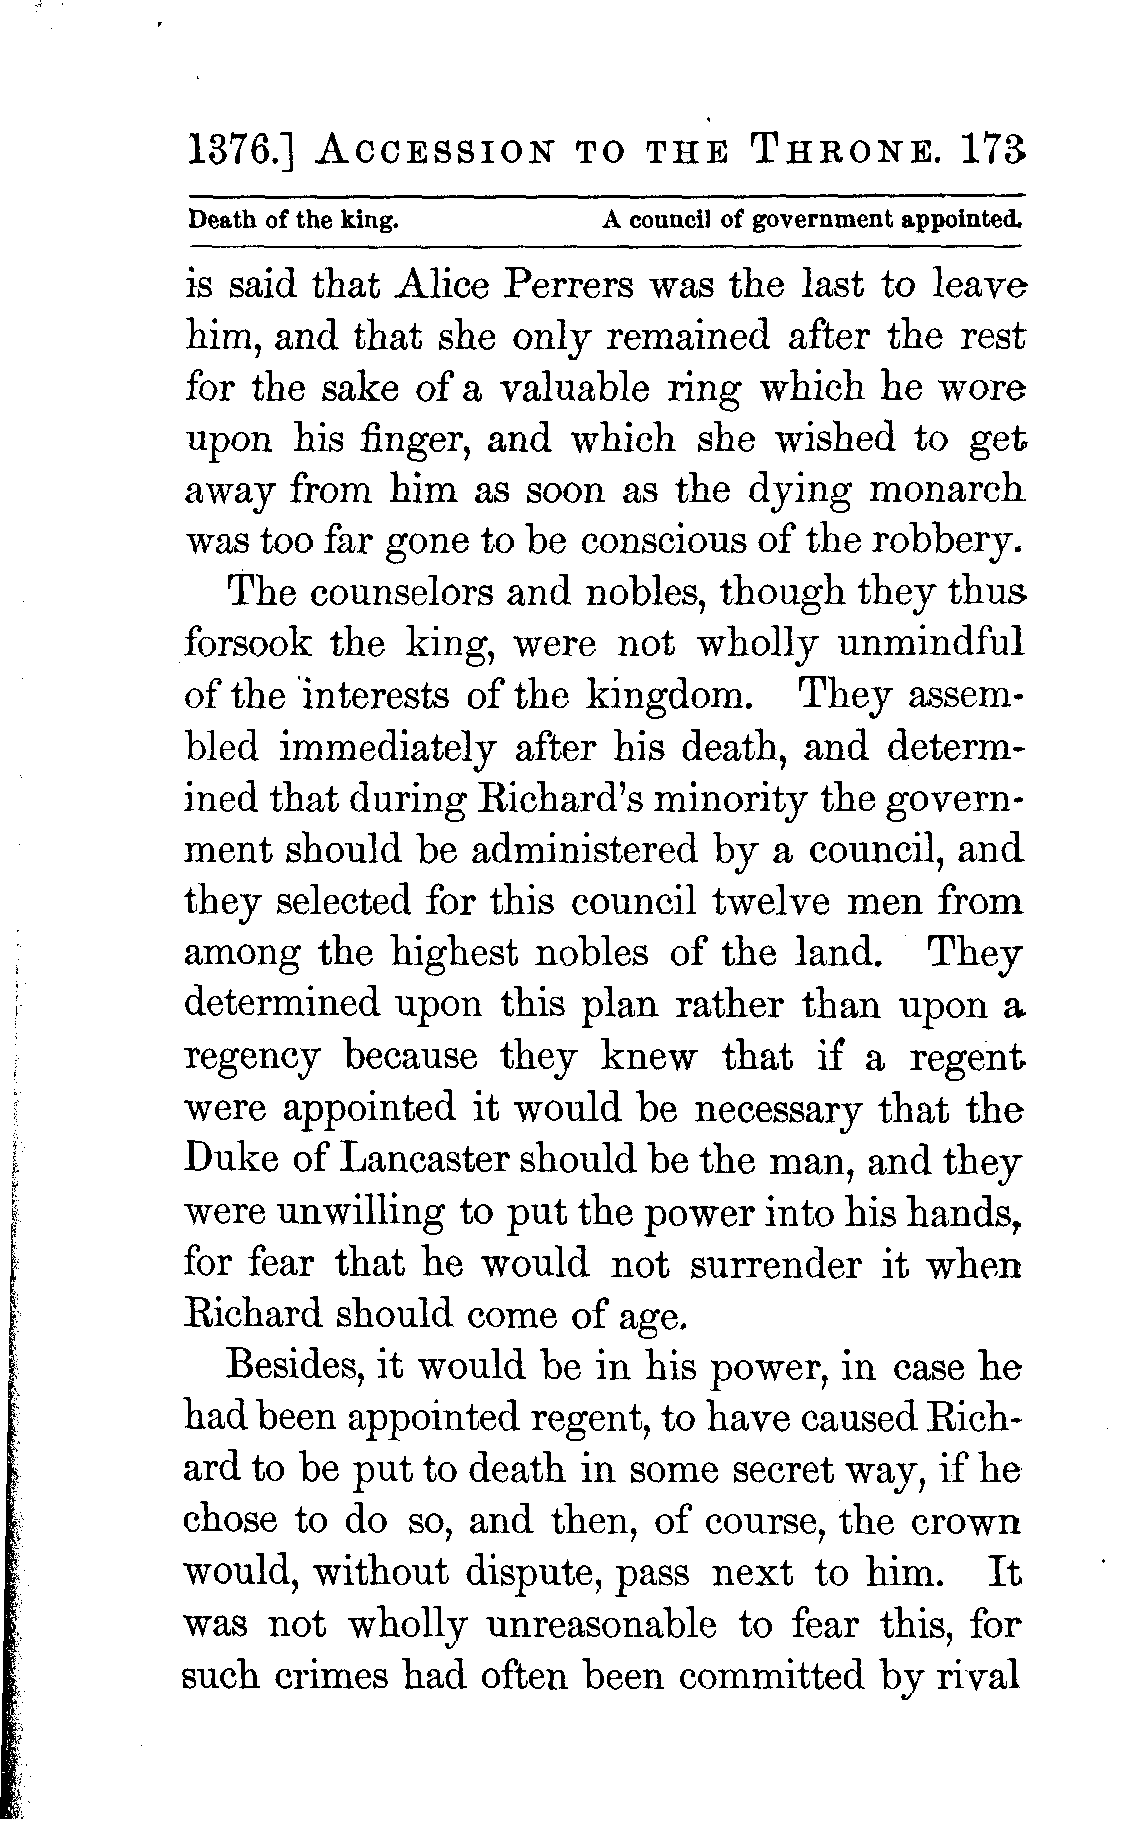 1376.] ACCESSION TO THE THRONE. 173
Death of the king. A council of government appointed.
is said that Alice Perrers was the last to leave
him, and that she only remained after the rest
for the sake of a valuable ring which he wore
upon his finger, and which she wished to get
away from him as soon as the dying monarch
was too far gone to be conscious of the robbery.
The counselors and nobles, though they thus
forsook the king, were not wholly unmindful
of the interests of the kingdom. They assem-
bled immediately after his death, and determ-
ined that during Richard's minority the govern-
ment should be administered by a council, and
they selected for this council twelve men from
among the highest nobles of the land. They
determined upon this plan rather than upon a
regency because they knew that if a regent
were appointed it would be necessary that the
Duke of Lancaster should be the man, and they
were unwilling to put the power into his hands,
for fear that he would not surrender it when
Richard should come of age.
Besides, it would be in his power, in case he
had been appointed regent, to have caused Rich-
ard to be put to death in some secret way, if he
chose to do so, and then, of course, the crown
would, without dispute, pass next to him. It
was not wholly unreasonable to fear this, for
such crimes had often been committed by rival